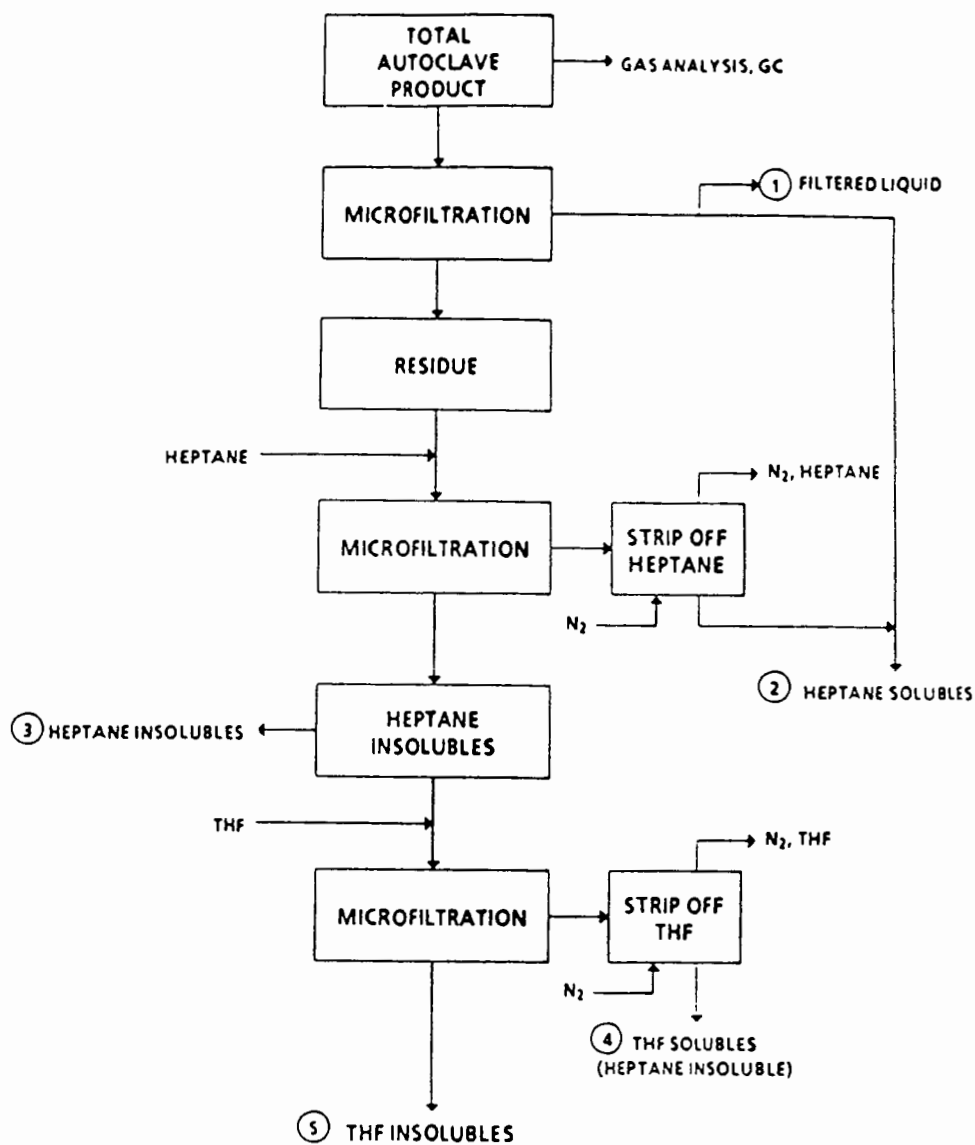 TOTAL
AUTOCLAVE
PRODUCT
GAS ANALYSIS, GC
1 FILTERED LIQUID
MICROFILTRATION
RESIDUE
HEPTANE
N2, HEPTANE
MICROFILTRATION
STRIP OFF
HEPTANE
N2
2 HEPTANE SOLUBLES
3 HEPTANE INSOLUBLES
HEPTANE
INSOLUBLES
THF
N2, THF
MICROFILTRATION
STRIP OFF
THF
N2
4 THF SOLUBLES
(HEPTANE INSOLUBLE)
5 THF INSOLUBLES